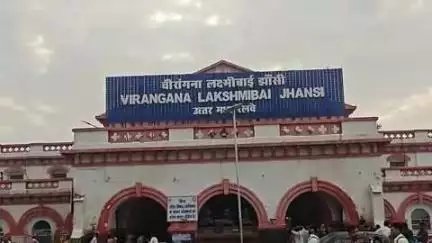 वीरांगना लक्ष्मीबाई झाँसी
VIRANGANA LAKSHMIBAI JHANSI
उत्तर मध्य रेलवे